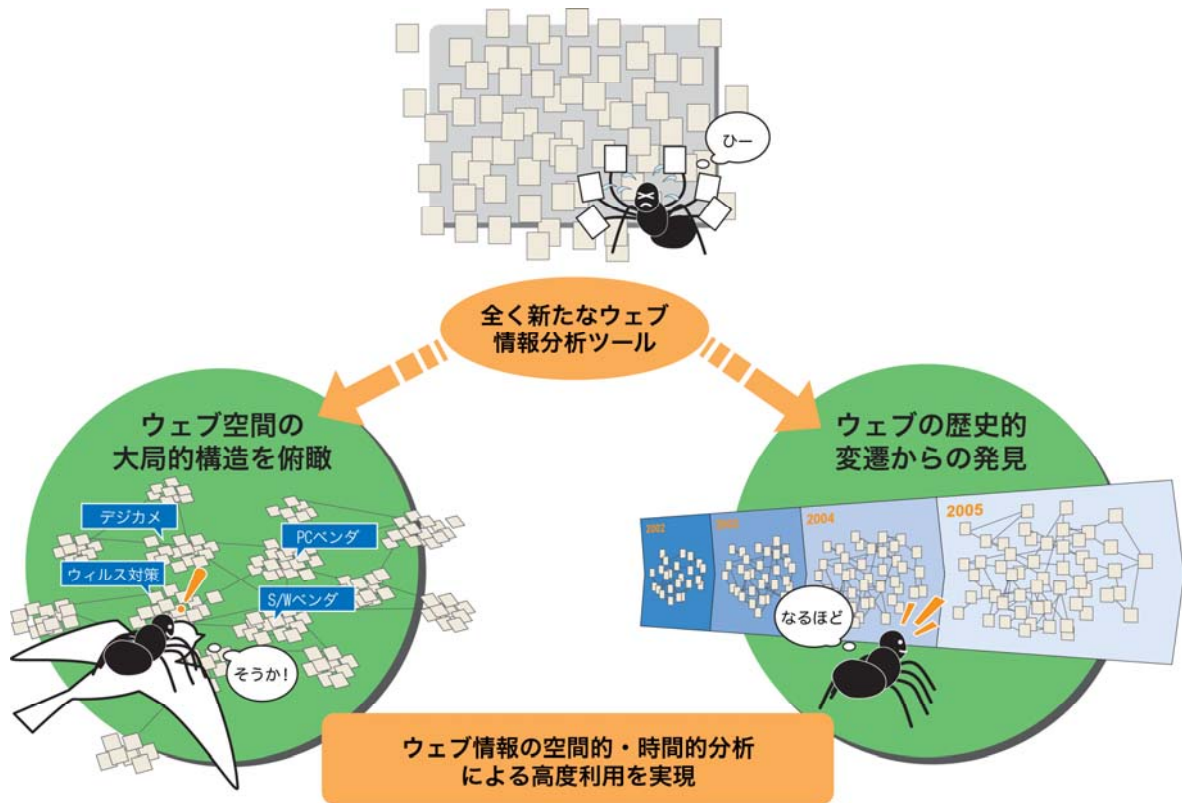 ひー
全く新たなウェブ
情報分析ツール
ウェブ空間の
大局的構造を俯瞰
デジカメ
PCベンダ
ウィルス対策
S/Wベンダ
そうか!
ウェブの歴史的
変遷からの発見
2002
2003
2004
2005
なるほど
ウェブ情報の空間的・時間的分析
による高度利用を実現